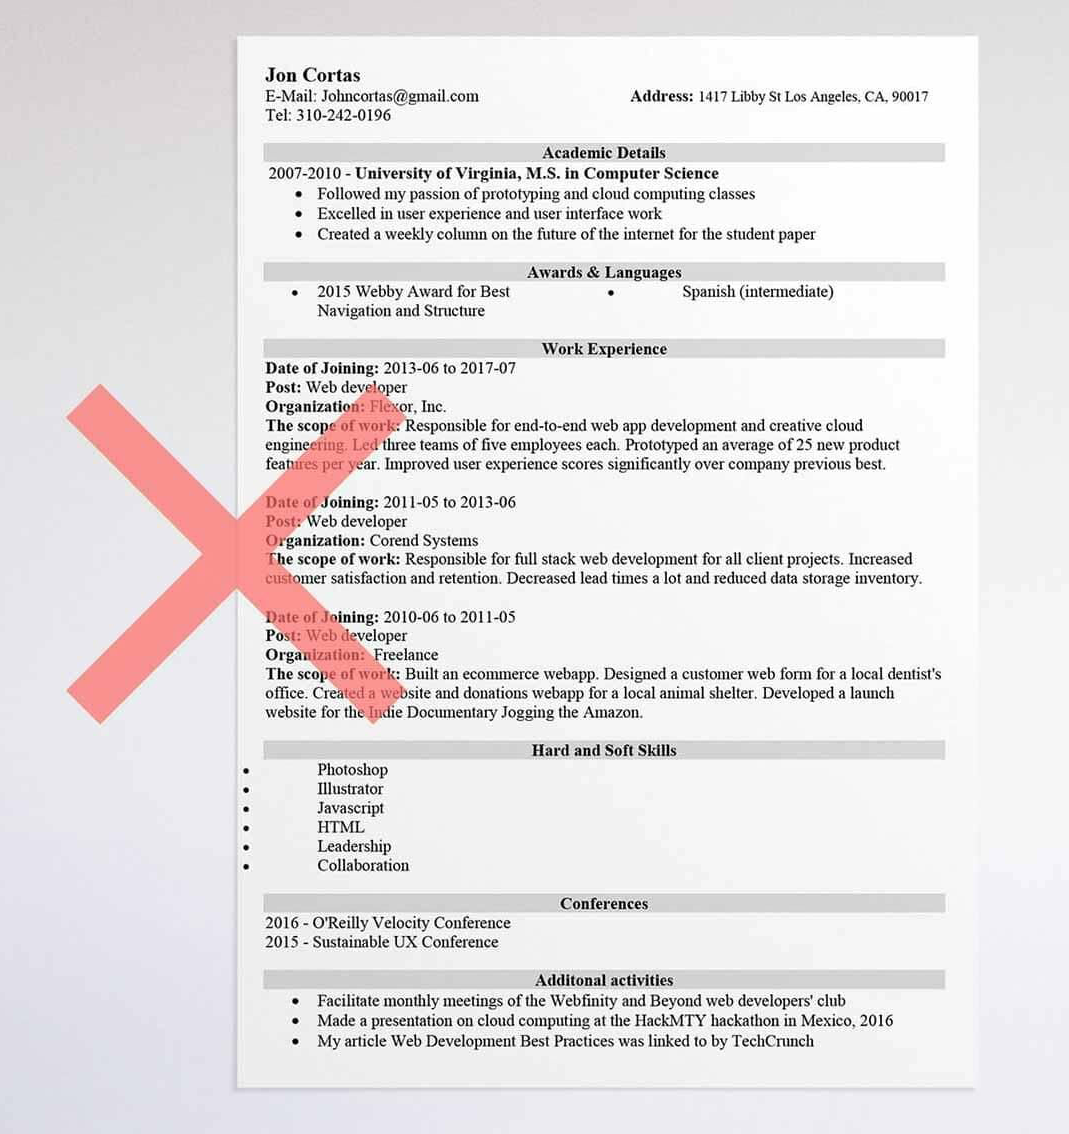 Jon Cortas
E-Mail: Johncortas@gmail.com Address: 1417 Libby St Los Angeles, CA, 90017
Tel: 310-242-0196
Academic Details
2007-2010 - University of Virginia, M.S. in Computer Science
• Followed my passion of prototyping and cloud computing classes
• Excelled in user experience and user interface work
• Created a weekly column on the future of the internet for the student paper
Awards & Languages
• 2015 Webby Award for Best • Spanish (intermediate)
Navigation and Structure
Work Experience
Date of Joining: 2013-06 to 2017-07
Post: Web developer
Organization: Flexor, Inc.
The scope of work: Responsible for end-to-end web app development and creative cloud
engineering. Led three teams of five employees each. Prototyped an average of 25 new product
features per year. Improved user experience scores significantly over company previous best.
Date of Joining: 2011-05 to 2013-06
Post: Web developer
Organization: Corend Systems
The scope of work: Responsible for full stack web development for all client projects. Increased
customer satisfaction and retention. Decreased lead times a lot and reduced data storage inventory.
Date of Joining: 2010-06 to 2011-05
Post: Web developer
Organization: Freelance
The scope of work: Built an ecommerce webapp. Designed a customer web form for a local dentist's
office. Created a website and donations webapp for a local animal shelter. Developed a launch
website for the Indie Documentary Jogging the Amazon.
Hard and Soft Skills
• Photoshop
• Illustrator
• Javascript
• HTML
• Leadership
• Collaboration
Conferences
2016 - O'Reilly Velocity Conference
2015 - Sustainable UX Conference
Additonal activities
• Facilitate monthly meetings of the Webfinity and Beyond web developers' club
• Made a presentation on cloud computing at the HackMTY hackathon in Mexico, 2016
• My article Web Development Best Practices was linked to by TechCrunch